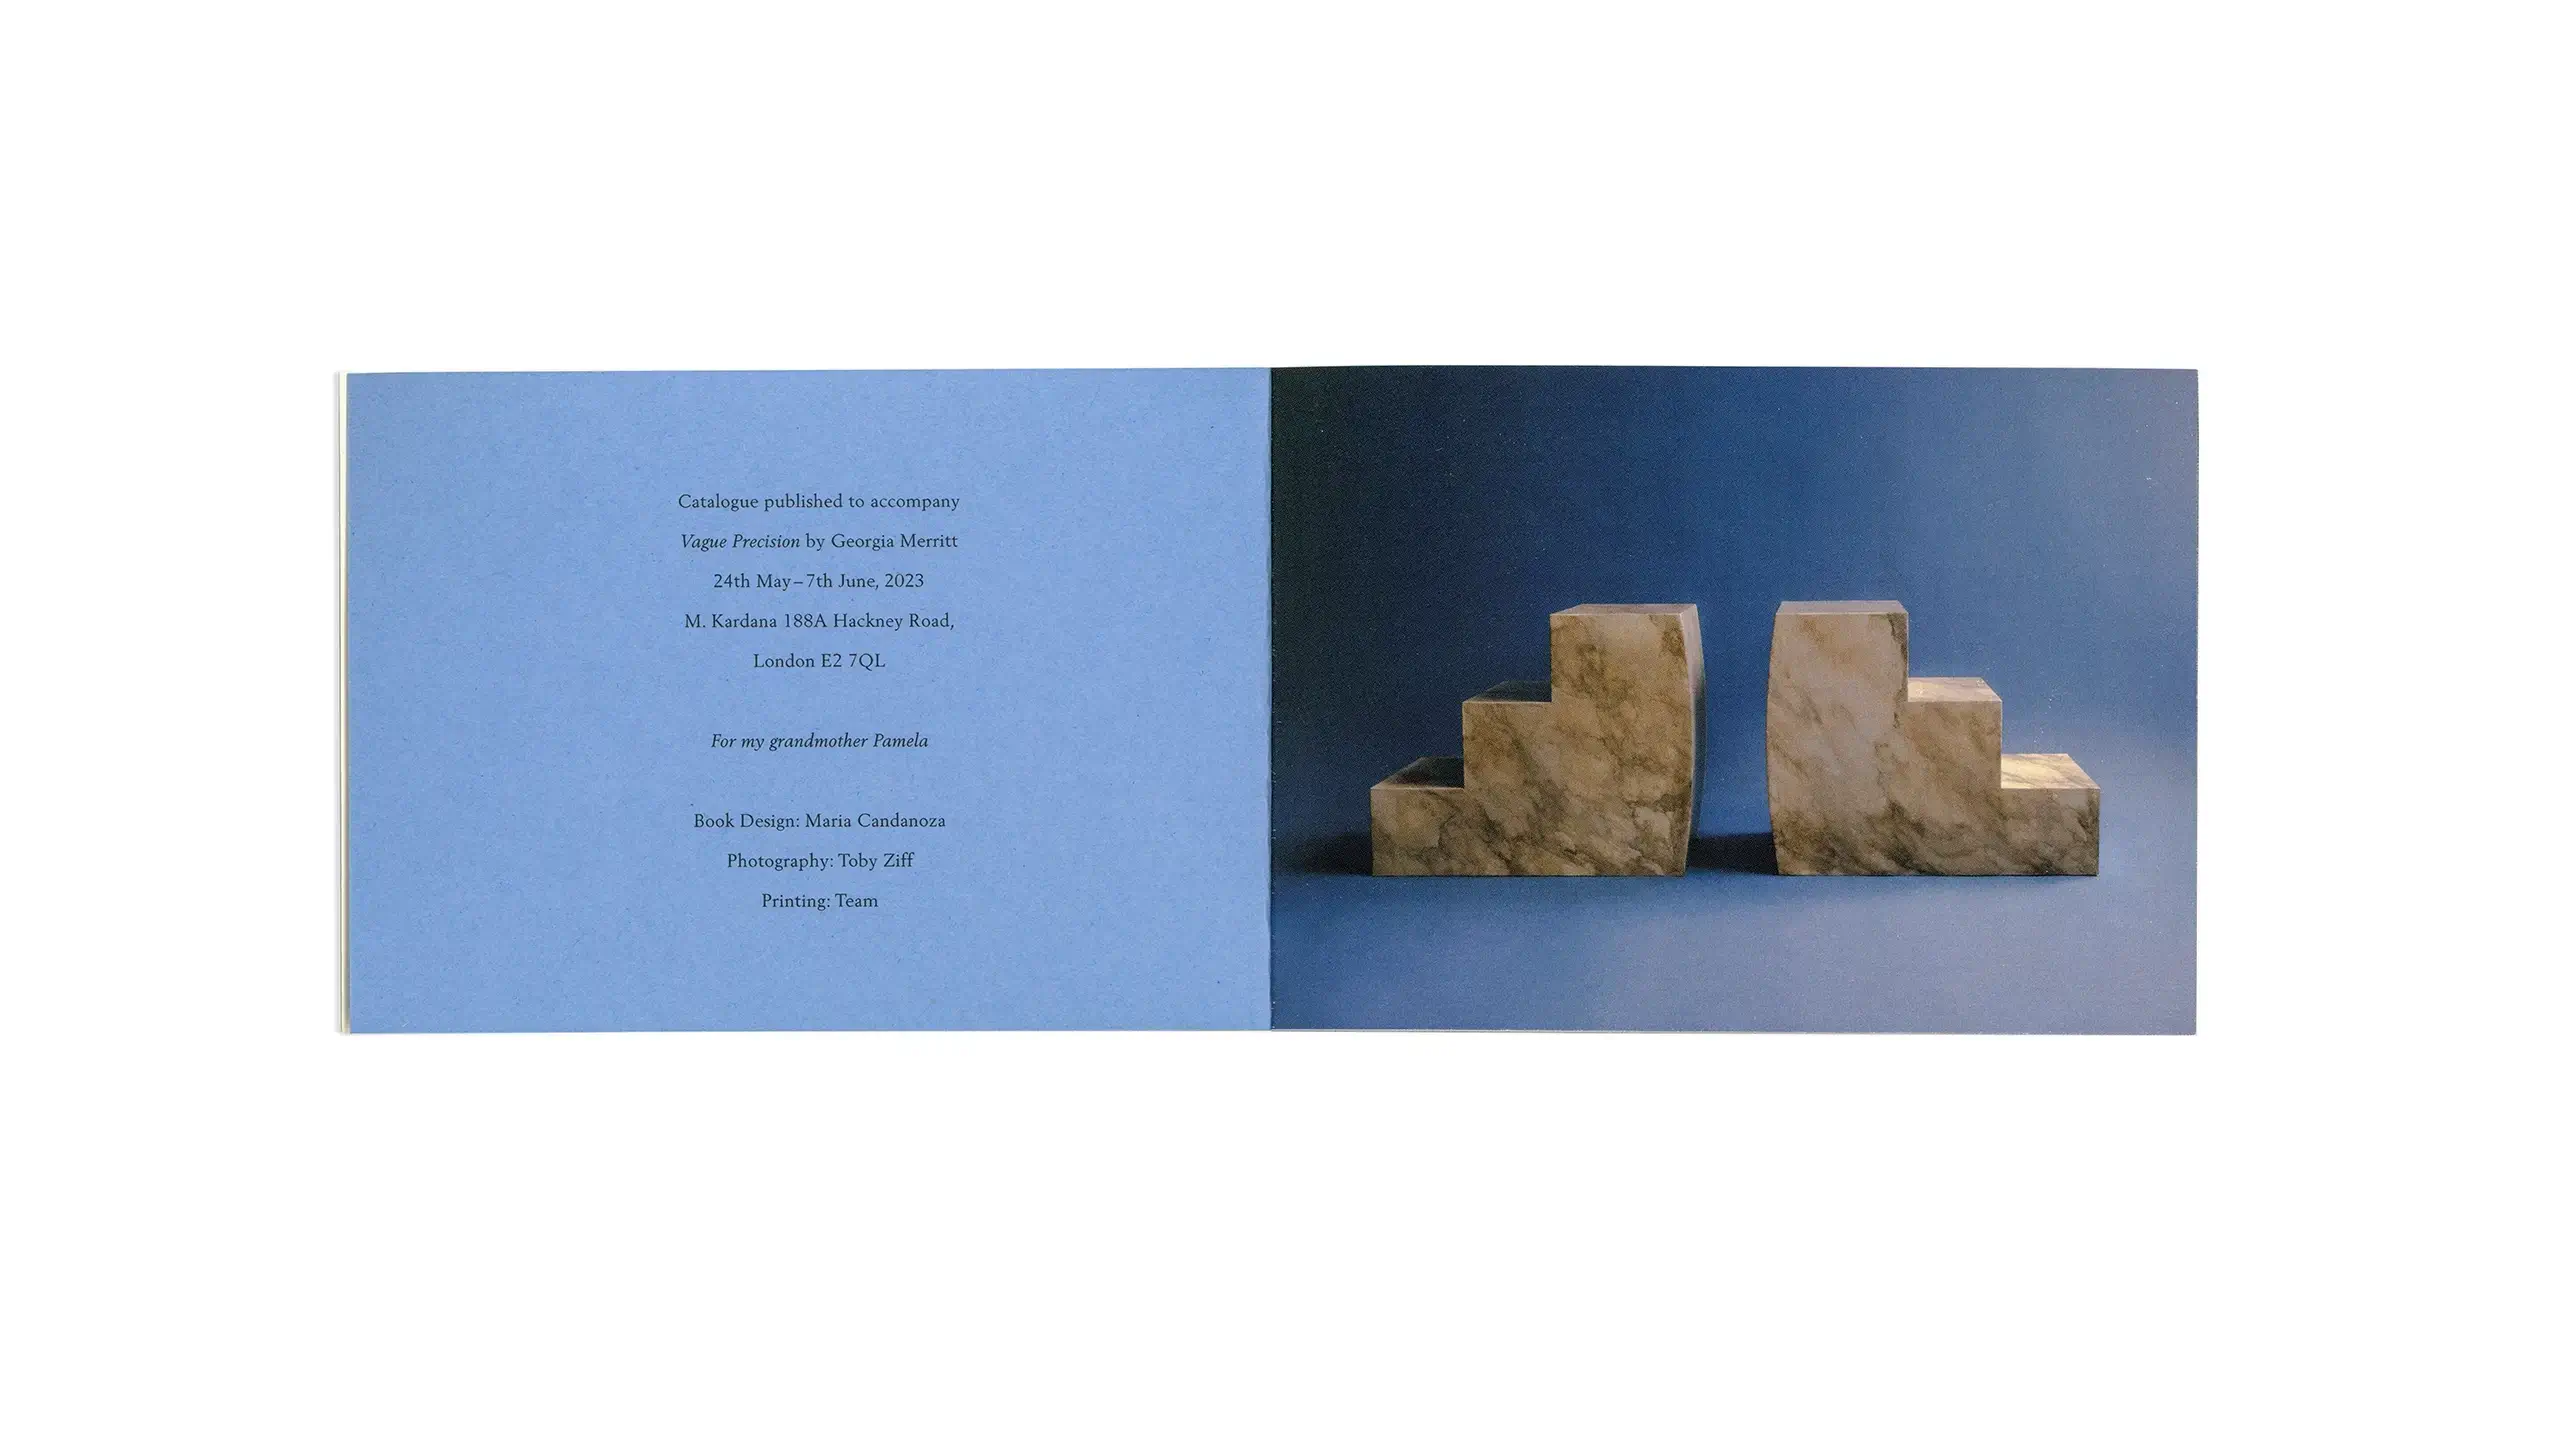 Catalogue published to accompany
Vague Precision by Georgia Merritt
24th May – 7th June, 2023
M. Kardana 188A Hackney Road,
London E2 7QL
For my grandmother Pamela
Book Design: Maria Candanoza
Photography: Toby Ziff
Printing: Team